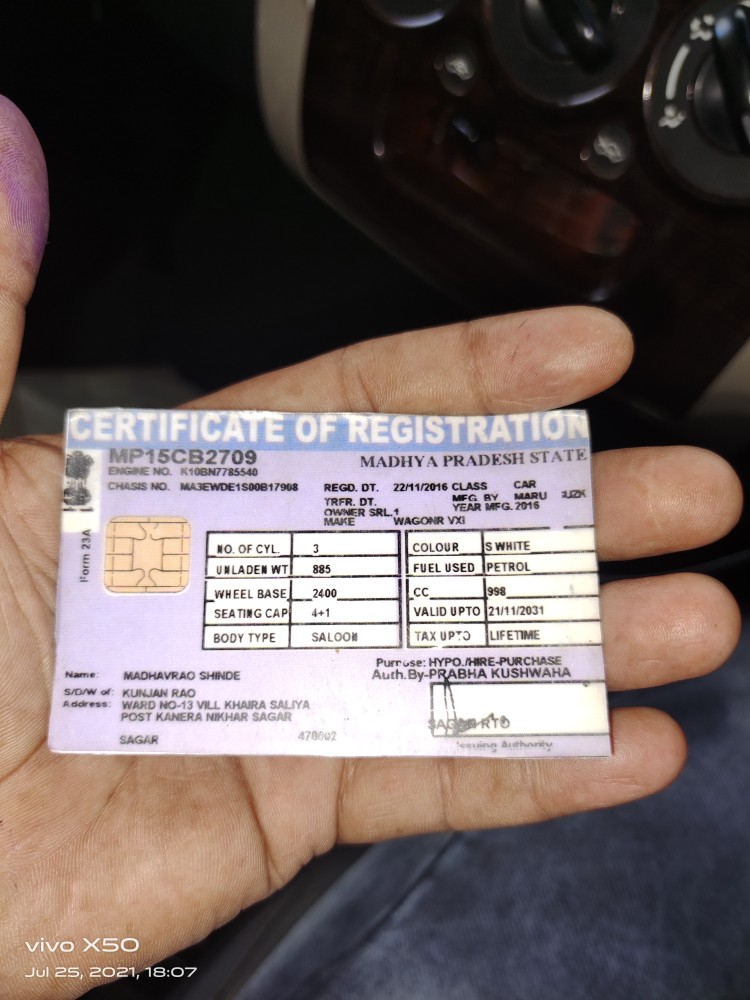 CERTIFICATE OF REGISTRATION
MP15CB2709
MADHYA PRADESH STATE
ENGINE NO. K10BN7785540
CHASIS NO. MA3EWDE1S00B17908
REGD. DT. 22/11/2016 CLASS CAR
TRFR. DT. MFG. BY MARU
OWNER SRL.1 YEAR MFG.2016
MAKE WAGONR VXI
Form 23A
NO. OF CYL. 3 COLOUR S WHITE
UNLADEN WT 885 FUEL USED PETROL
WHEEL BASE 2400 CC 998
SEATING CAP 4+1 VALID UPTO 21/11/2031
BODY TYPE SALOON TAX UPTO LIFETIME
Purpose: HYPO./HIRE-PURCHASE
Name: MADHAVRAO SHINDE Auth.By-PRABHA KUSHWAHA
S/D/W of: KUNJAN RAO
Address: WARD NO-13 VILL KHAIRA SALIYA
POST KANERA NIKHAR SAGAR
SAGAR RTO
SAGAR 470002
Issuing Authority
vivo X50
Jul 25, 2021, 18:07